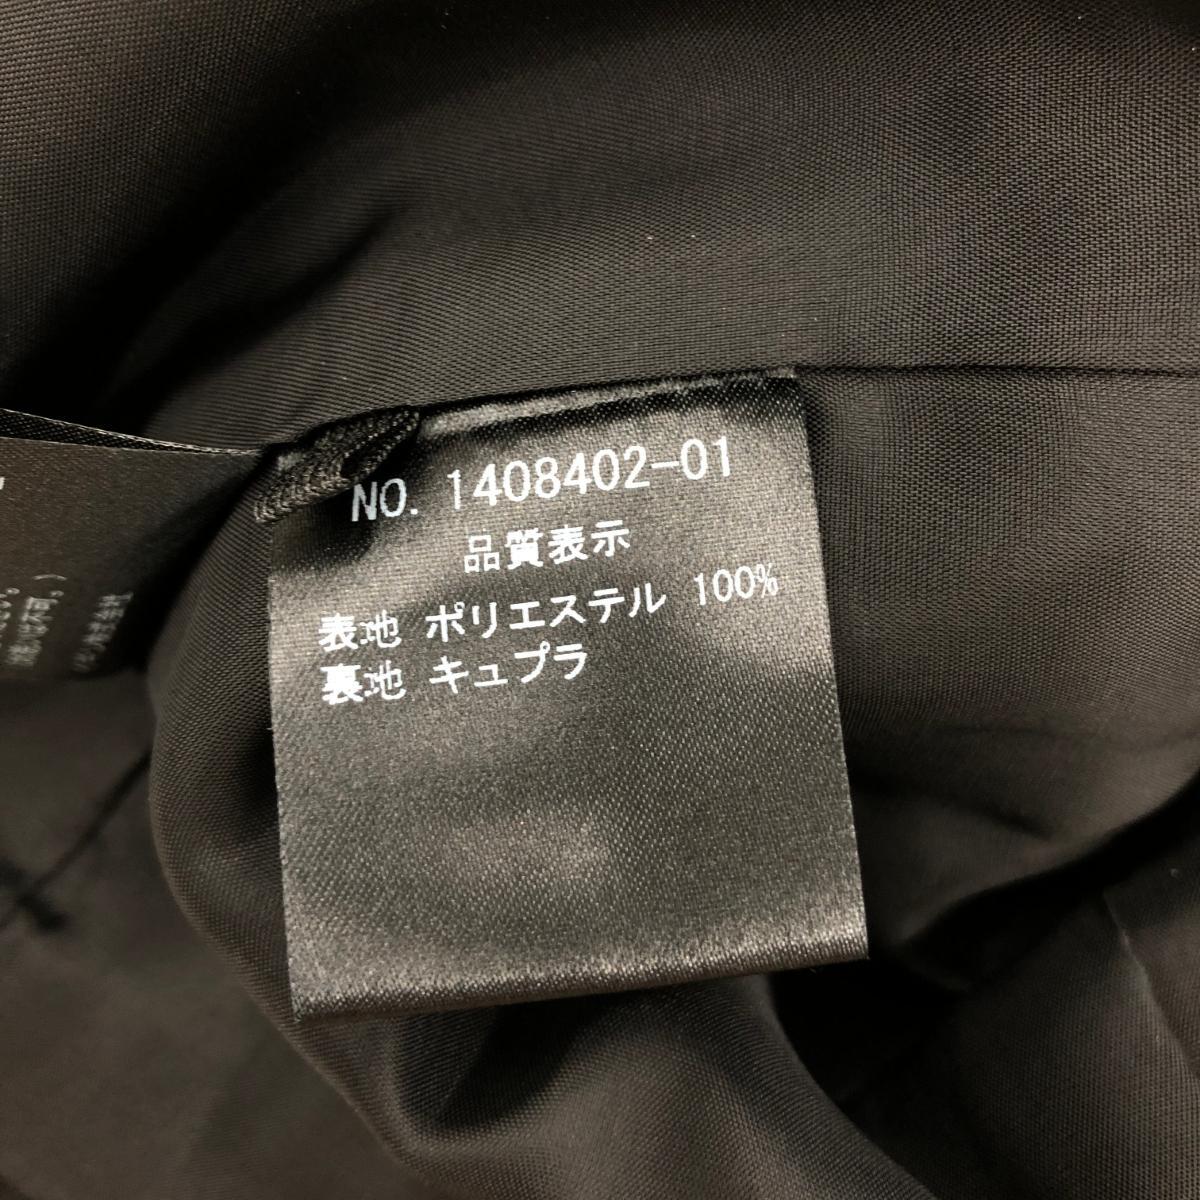 NO. 1408402-01
品質表示
表地 ポリエステル 100%
裏地 キュプラ